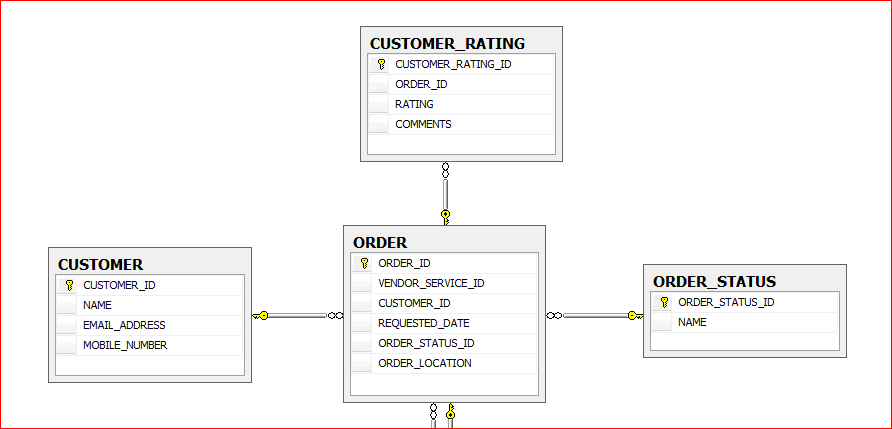 CUSTOMER_RATING
CUSTOMER_RATING_ID
ORDER_ID
RATING
COMMENTS
CUSTOMER
CUSTOMER_ID
NAME
EMAIL_ADDRESS
MOBILE_NUMBER
ORDER
ORDER_ID
VENDOR_SERVICE_ID
CUSTOMER_ID
REQUESTED_DATE
ORDER_STATUS_ID
ORDER_LOCATION
ORDER_STATUS
ORDER_STATUS_ID
NAME